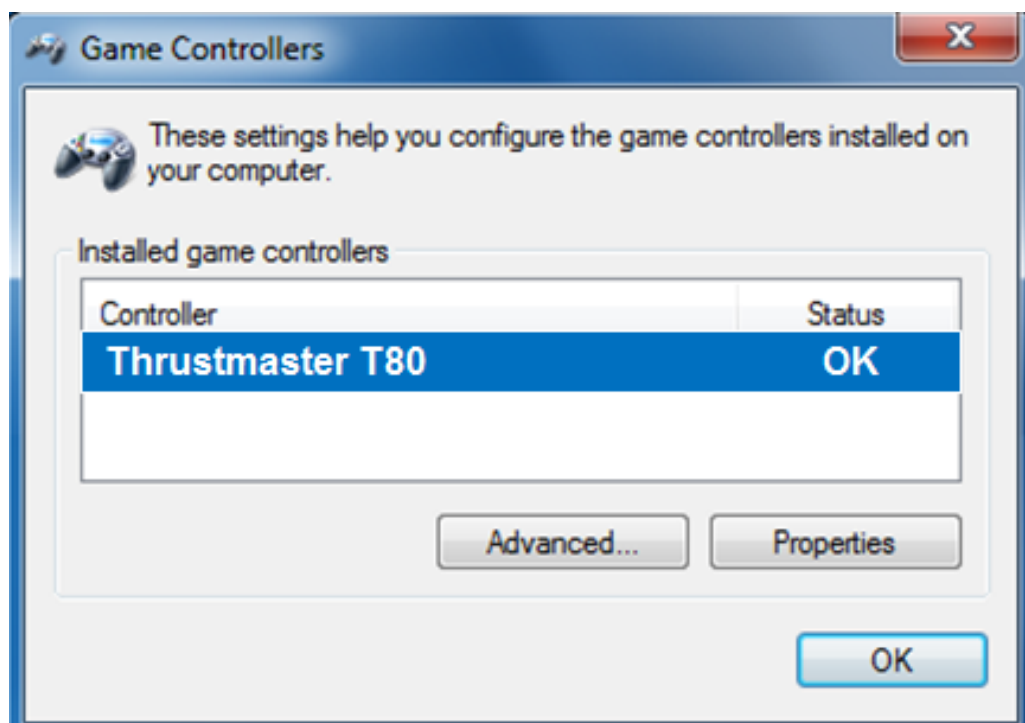 Game Controllers
These settings help you configure the game controllers installed on
your computer.
Installed game controllers
Controller Status
Thrustmaster T80 OK
Advanced... Properties
OK